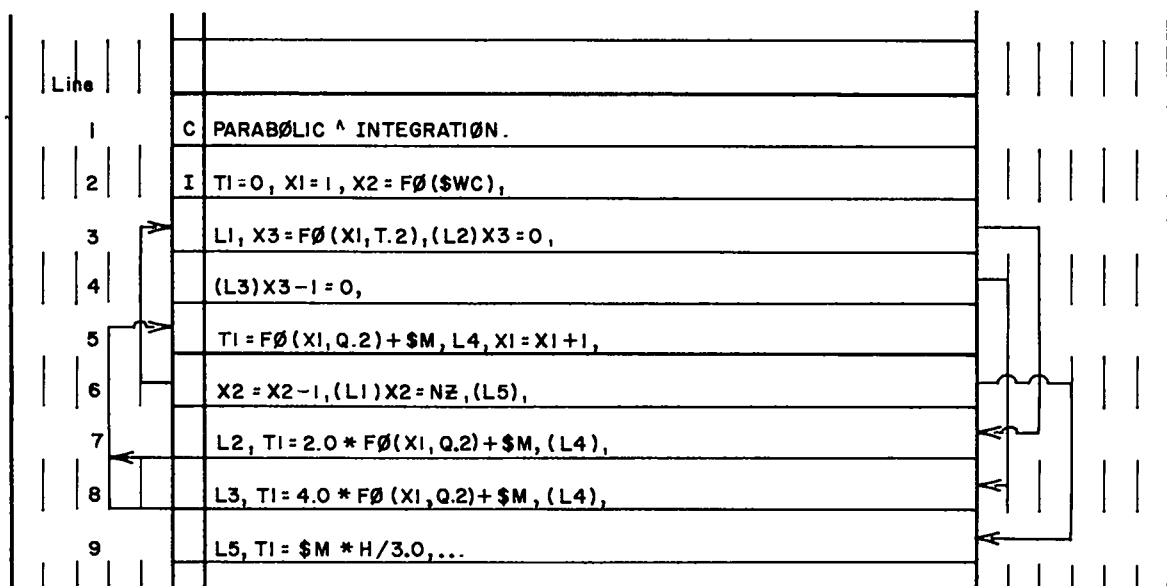 Line
1 C PARABØLIC ^ INTEGRATIØN.
2 I T1=0, X1=1, X2=FØ($WC),
3 L1, X3=FØ(X1,T.2),(L2)X3=0,
4 (L3)X3-1=0,
5 T1=FØ(X1,Q.2)+$M, L4, X1=X1+1,
6 X2=X2-1,(L1)X2=NZ,(L5),
7 L2, T1=2.0*FØ(X1,Q.2)+$M, (L4),
8 L3, T1=4.0*FØ(X1,Q.2)+$M, (L4),
9 L5, T1=$M*H/3.0,...